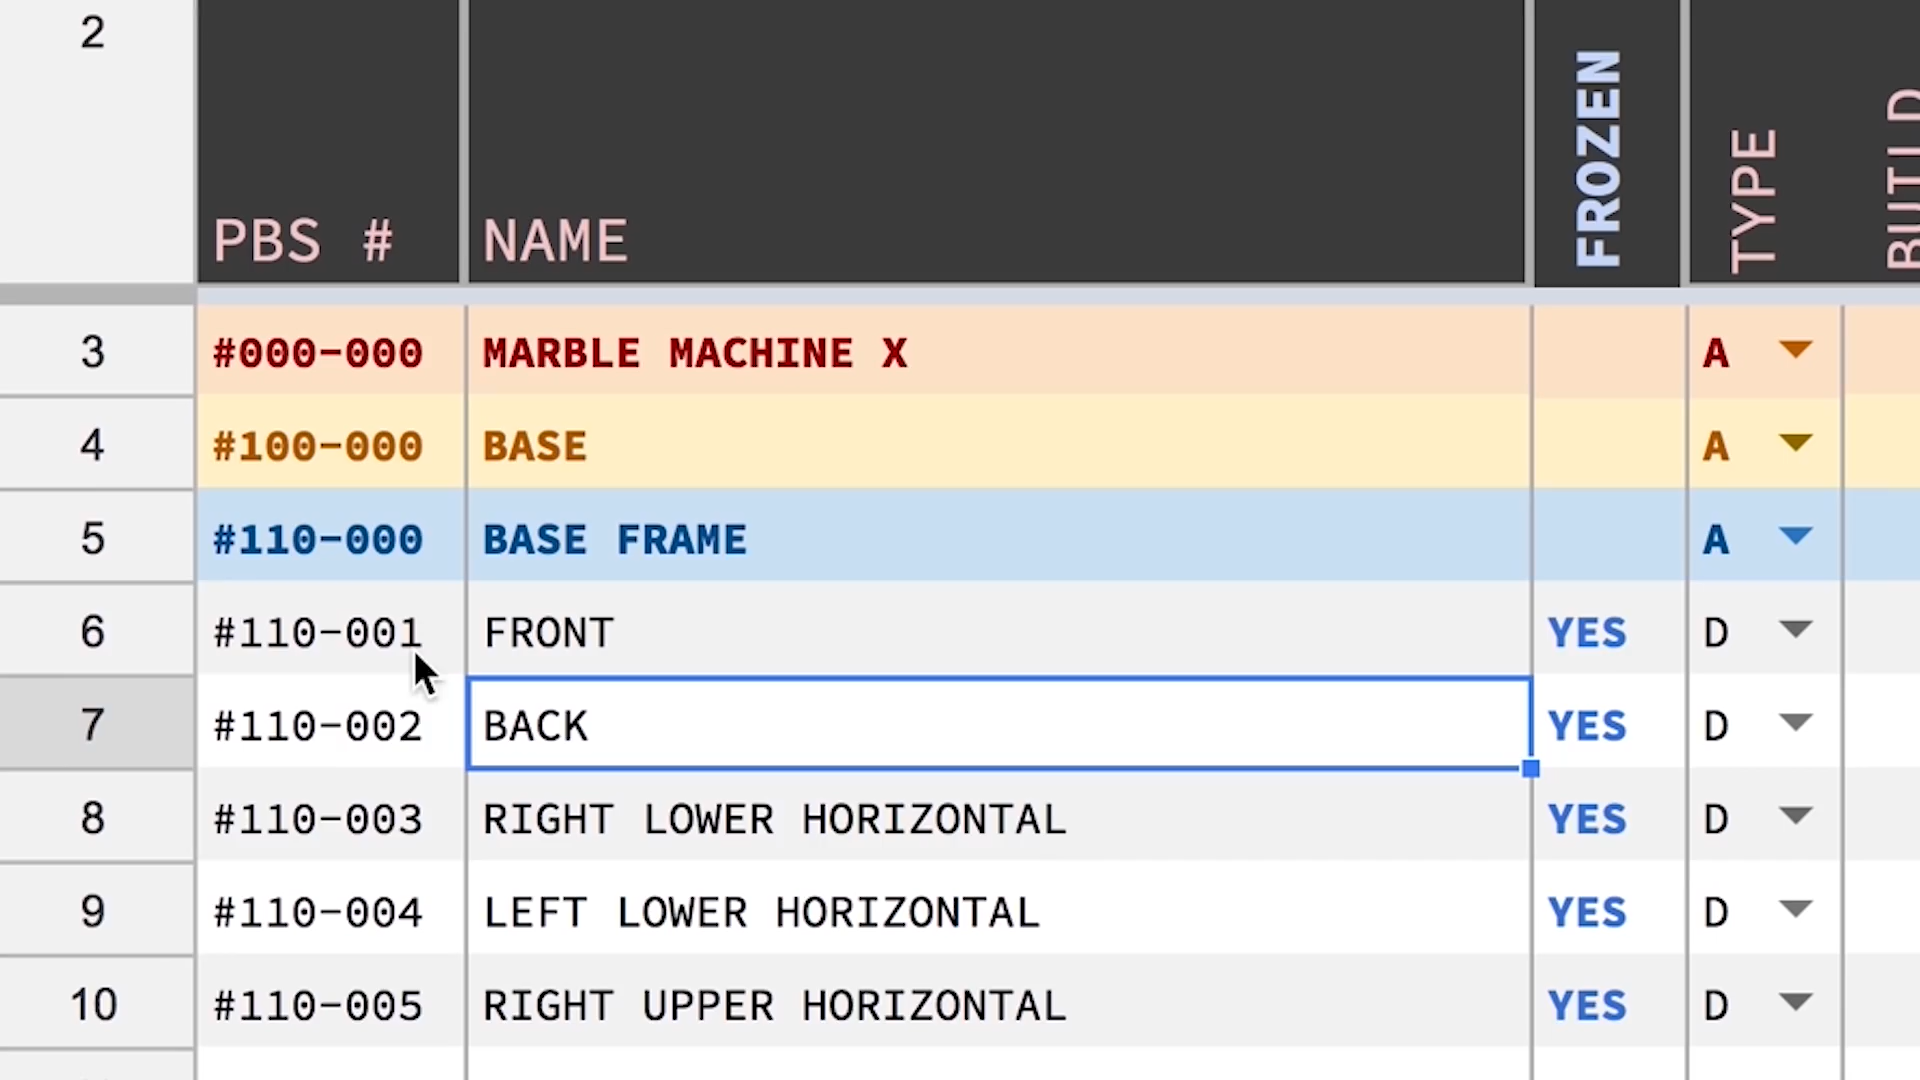 2 PBS # NAME FROZEN TYPE BUILD
3 #000-000 MARBLE MACHINE X A
4 #100-000 BASE A
5 #110-000 BASE FRAME A
6 #110-001 FRONT YES D
7 #110-002 BACK YES D
8 #110-003 RIGHT LOWER HORIZONTAL YES D
9 #110-004 LEFT LOWER HORIZONTAL YES D
10 #110-005 RIGHT UPPER HORIZONTAL YES D